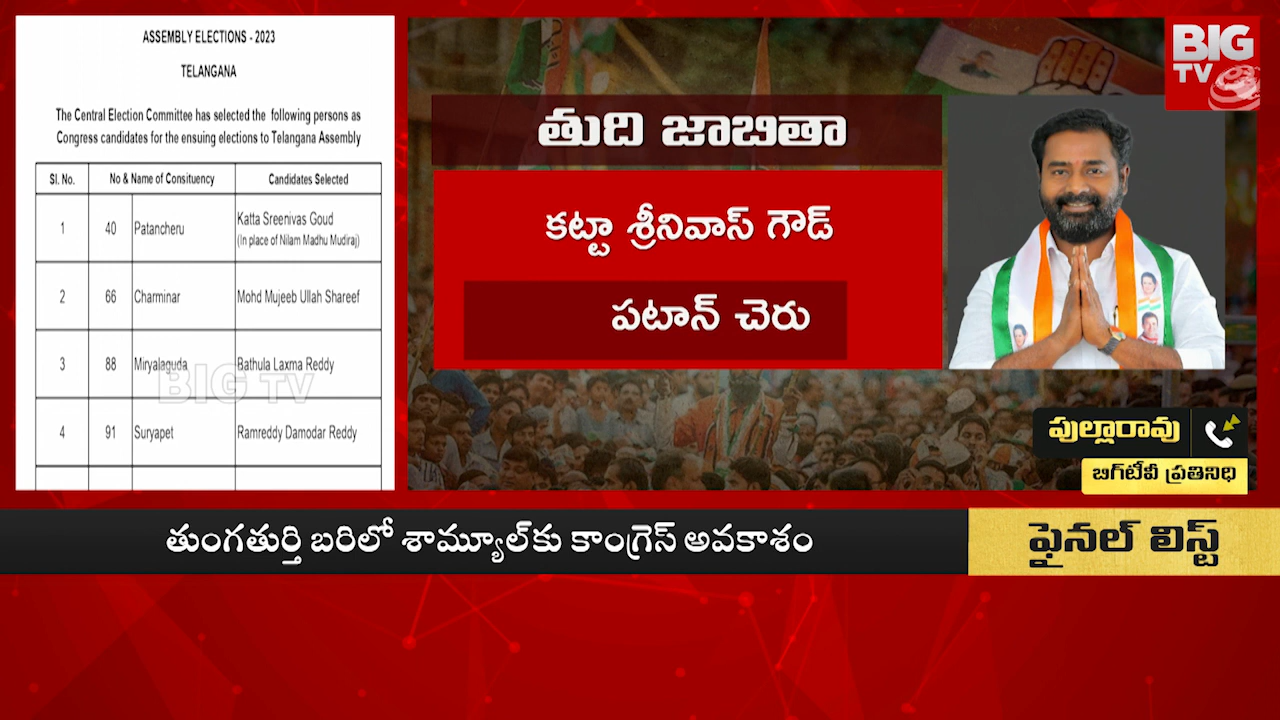 ASSEMBLY ELECTIONS - 2023
TELANGANA
The Central Election Committee has selected the following persons as
Congress candidates for the ensuing elections to Telangana Assembly
Sl. No. No & Name of Consituency Candidates Selected
1 40 Patancheru Katta Sreenivas Goud
(In place of Nilam Madhu Mudiraj)
2 66 Charminar Mohd Mujeeb Ullah Shareef
3 88 Miryalaguda Bathula Laxma Reddy
4 91 Suryapet Ramreddy Damodar Reddy
BIG TV
తుది జాబితా
కట్టా శ్రీనివాస్ గౌడ్
పటాన్ చెరు
BIG
TV
పుల్లారావు
బిగ్‌టీవీ ప్రతినిధి
తుంగతుర్తి బరిలో శామ్యూల్‌కు కాంగ్రెస్ అవకాశం
ఫైనల్ లిస్ట్